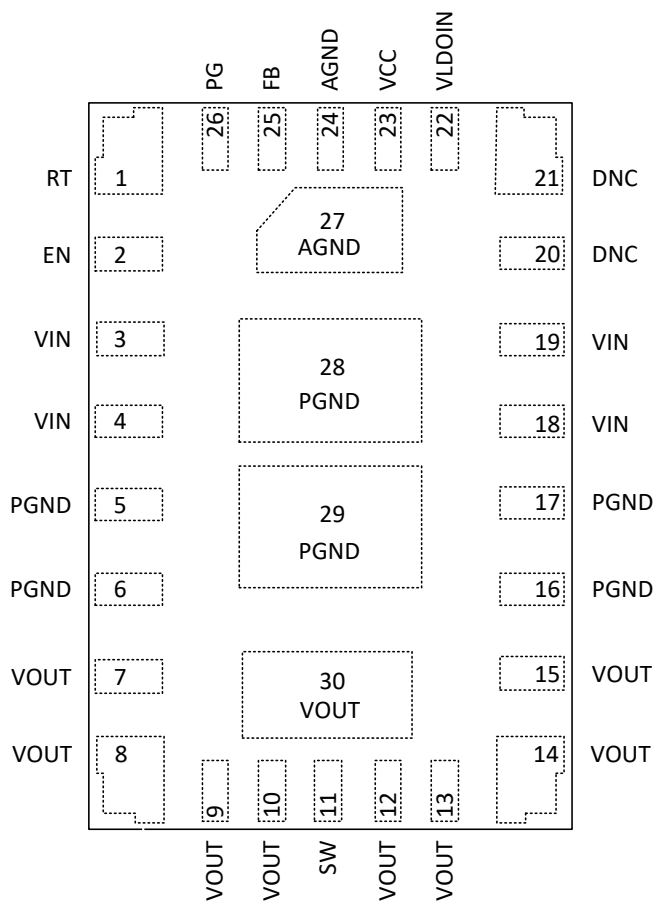 PG
FB
AGND
VCC
VLDOIN
26
25
24
23
22
RT
1
21
DNC
27
AGND
EN
2
20
DNC
VIN
3
19
VIN
28
PGND
VIN
4
18
VIN
PGND
5
17
PGND
29
PGND
PGND
6
16
PGND
VOUT
7
15
VOUT
30
VOUT
VOUT
8
14
VOUT
9
10
11
12
13
VOUT
VOUT
SW
VOUT
VOUT